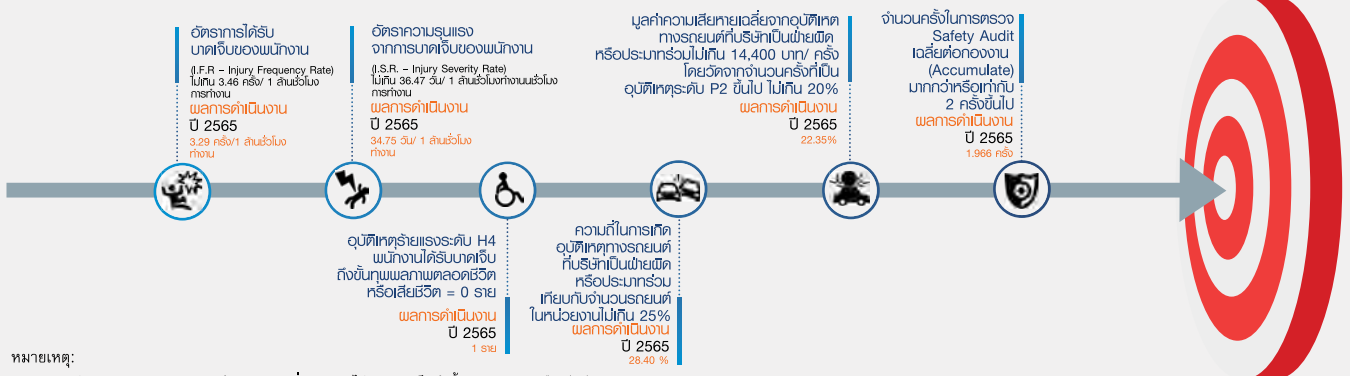 อัตราการได้รับ
บาดเจ็บของพนักงาน
(I.F.R - Injury Frequency Rate)
ไม่เกิน 3.46 ครั้ง/ 1 ล้านชั่วโมง
การทำงาน
ผลการดำเนินงาน
ปี 2565
3.29 ครั้ง/1 ล้านชั่วโมง
ทำงาน
อัตราความรุนแรง
จากการบาดเจ็บของพนักงาน
(I.S.R. - Injury Severity Rate)
ไม่เกิน 36.47 วัน/ 1 ล้านชั่วโมงทำงานนชั่วโมง
การทำงาน
ผลการดำเนินงาน
ปี 2565
34.75 วัน/ 1 ล้านชั่วโมง
ทำงาน
อุบัติเหตุร้ายแรงระดับ H4
พนักงานได้รับบาดเจ็บ
ถึงขั้นทุพพลภาพตลอดชีวิต
หรือเสียชีวิต = 0 ราย
ผลการดำเนินงาน
ปี 2565
1 ราย
ความถี่ในการเกิด
อุบัติเหตุทางรถยนต์
ที่บริษัทเป็นฝ่ายผิด
หรือประมาทร่วม
เทียบกับจำนวนรถยนต์
ในหน่วยงานไม่เกิน 25%
ผลการดำเนินงาน
ปี 2565
28.40 %
มูลค่าความเสียหายเฉลี่ยจากอุบัติเหต
ทางรถยนต์ที่บริษัทเป็นฝ่ายผิด
หรือประมาทร่วมไม่เกิน 14,400 บาท/ ครั้ง
โดยวัดจากจำนวนครั้งที่เป็น
อุบัติเหตุระดับ P2 ขึ้นไป ไม่เกิน 20%
ผลการดำเนินงาน
ปี 2565
22.35%
จำนวนครั้งในการตรวจ
Safety Audit
เฉลี่ยต่อกองงาน
(Accumulate)
มากกว่าหรือเท่ากับ
2 ครั้งขึ้นไป
ผลการดำเนินงาน
ปี 2565
1.966 ครั้ง
หมายเหตุ: